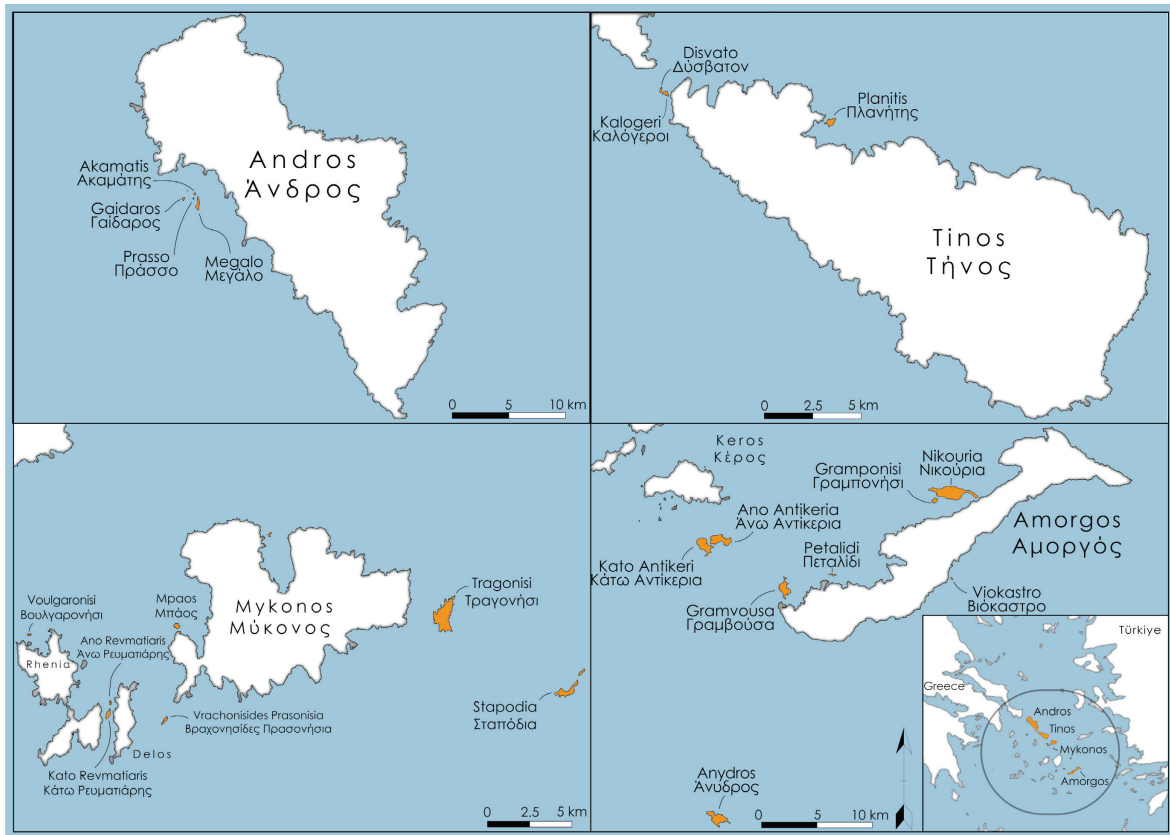 Andros
Άνδρος
Akamatis
Ακαμάτης
Gaidaros
Γαίδαρος
Prasso
Πράσσο
Megalo
Μεγάλο
0 5 10 km
Disvato
Δύσβατον
Kalogeri
Καλόγεροι
Planitis
Πλανήτης
Tinos
Τήνος
0 2.5 5 km
Voulgaronisi
Βουλγαρονήσι
Mpaos
Μπάος
Ano Revmatiaris
Άνω Ρευματιάρης
Rhenia
Mykonos
Μύκονος
Tragonisi
Τραγονήσι
Stapodia
Σταπόδια
Vrachonisides Prasonisia
Βραχονησίδες Πρασονήσια
Delos
Kato Revmatiaris
Κάτω Ρευματιάρης
0 2.5 5 km
Keros
Κέρος
Gramponisi
Γραμπονήσι
Nikouria
Νικούρια
Ano Antikeria
Άνω Αντικερια
Kato Antikeri
Κάτω Αντικερια
Petalidi
Πεταλίδι
Amorgos
Αμοργός
Gramvousa
Γραμβούσα
Viokastro
Βιόκαστρο
Anydros
Άνυδρος
0 5 10 km
Türkiye
Greece
Andros
Tinos
Mykonos
Amorgos